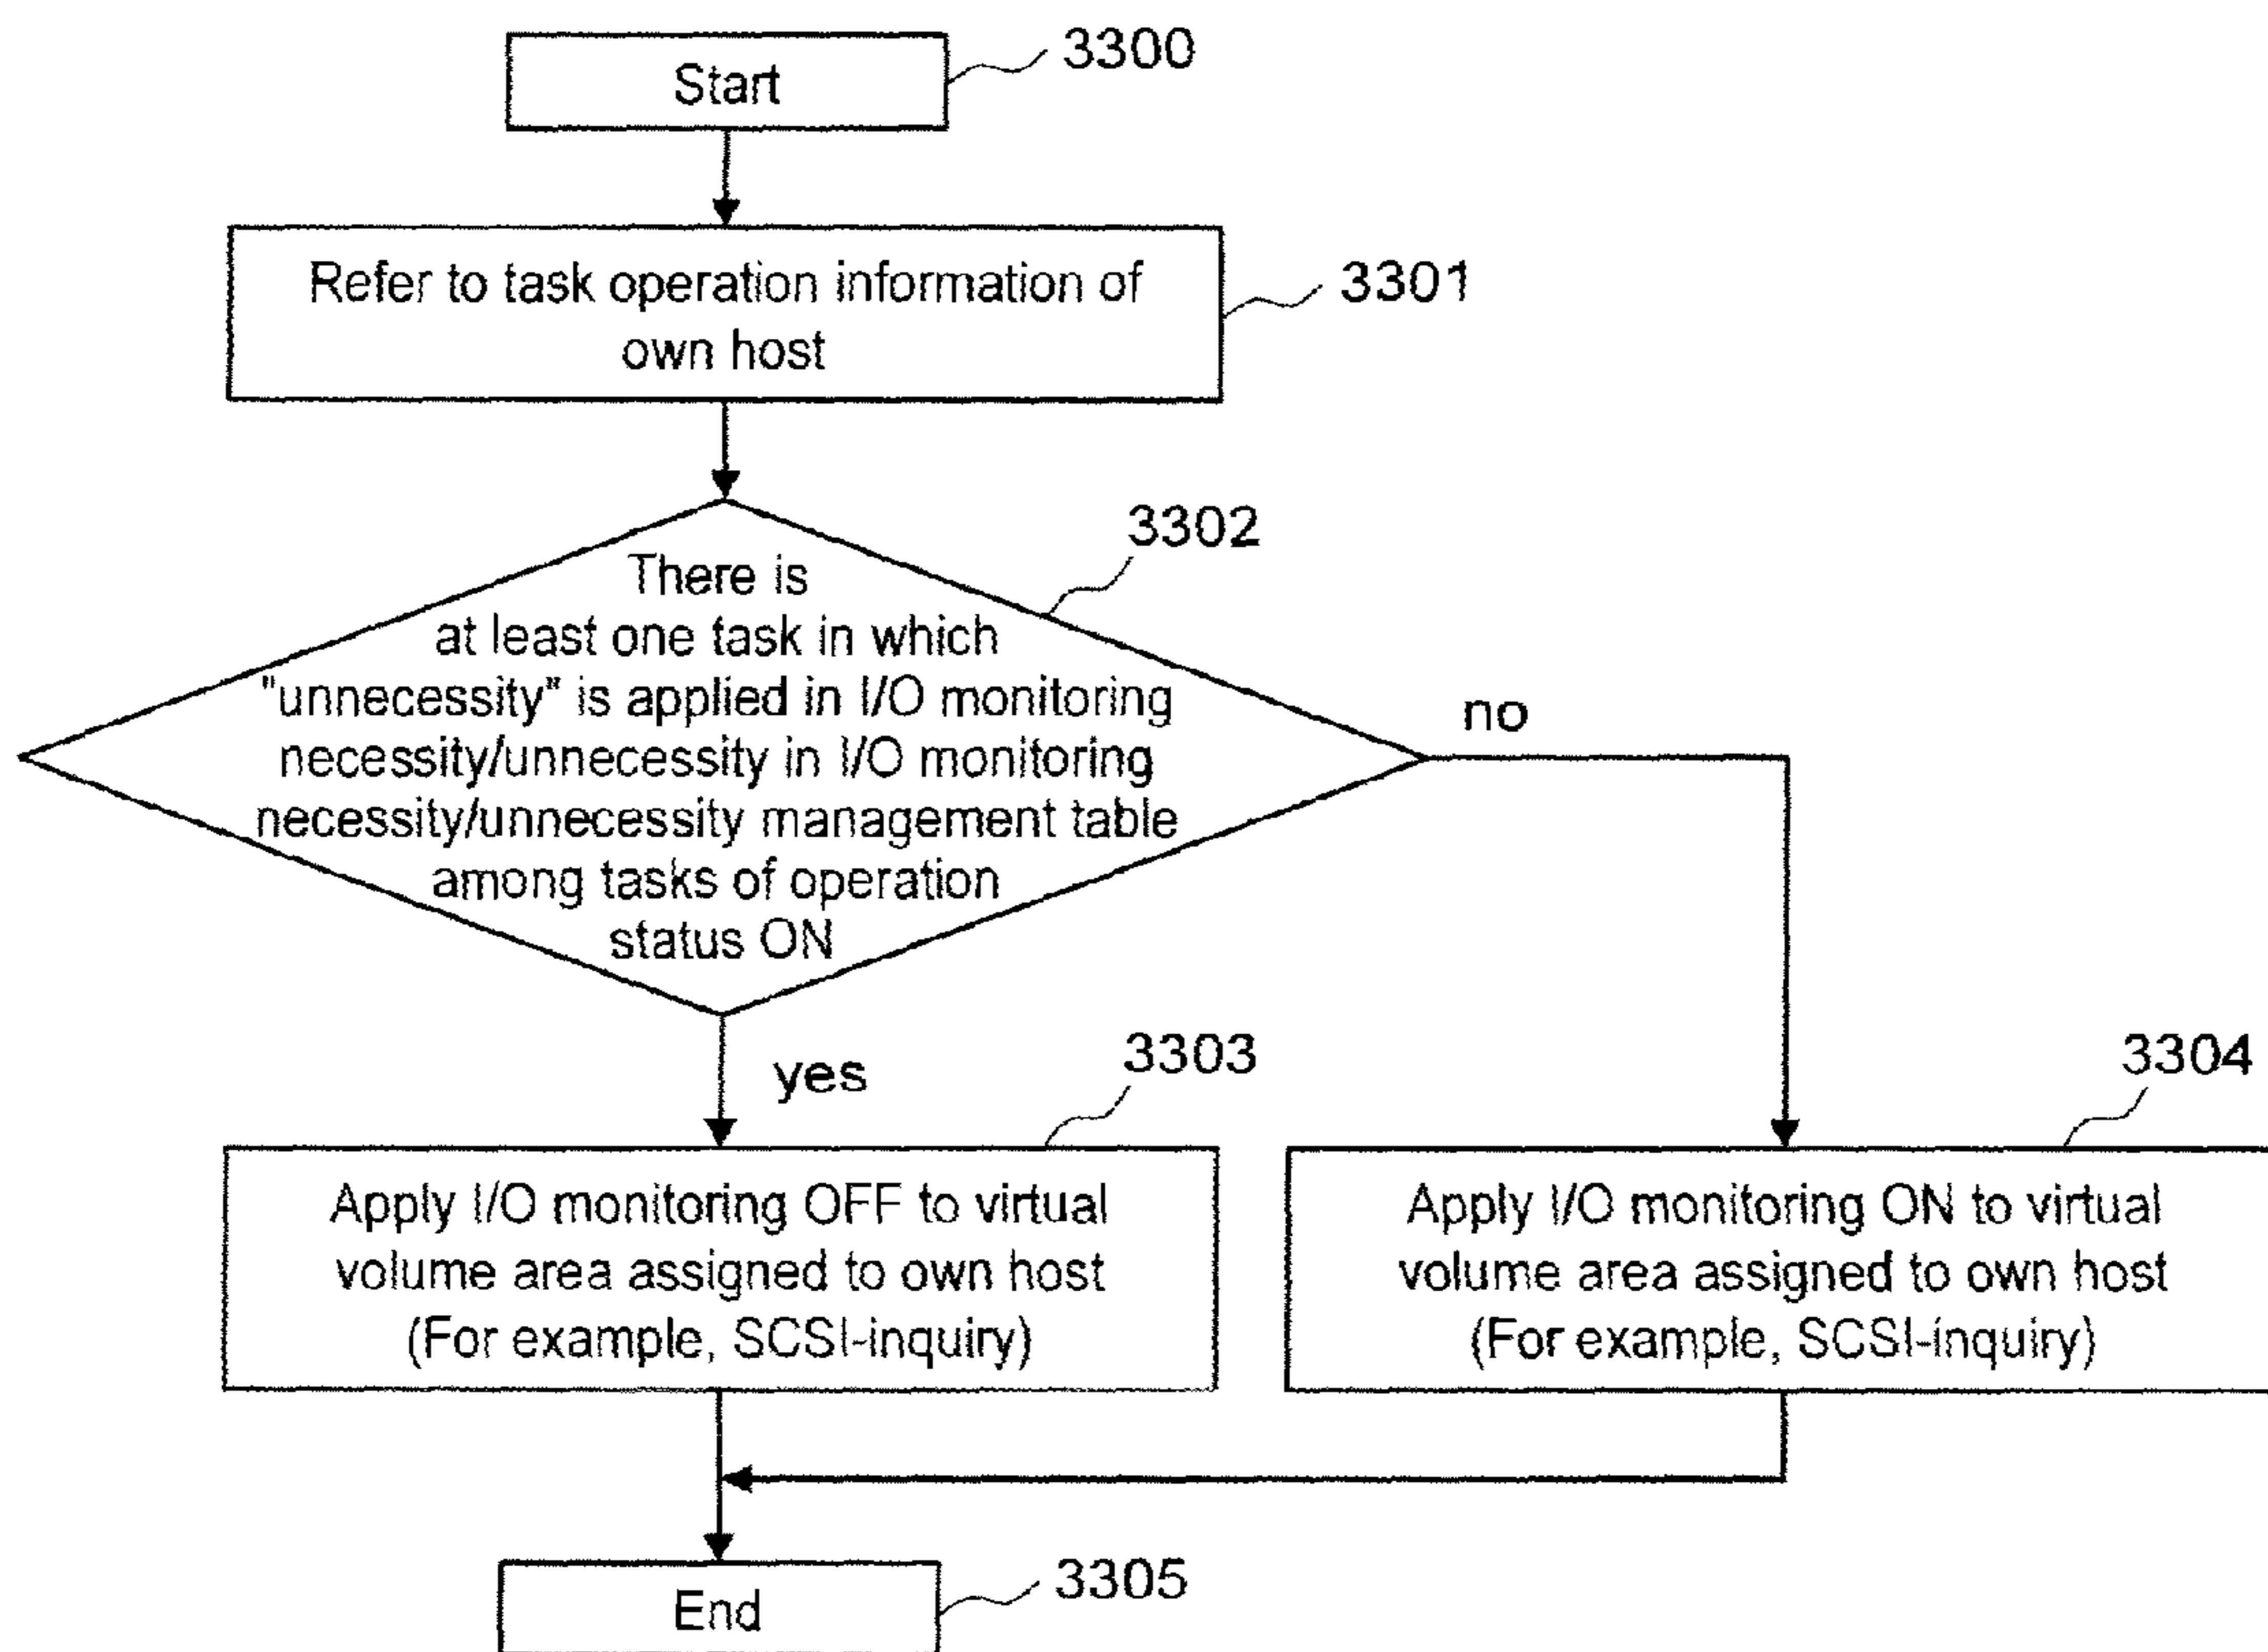 Start
3300
Refer to task operation information of
own host
3301
3302
There is
at least one task in which
"unnecessity" is applied in I/O monitoring
necessity/unnecessity in I/O monitoring
necessity/unnecessity management table
among tasks of operation
status ON
no
yes
3303
3304
Apply I/O monitoring OFF to virtual
volume area assigned to own host
(For example, SCSI-inquiry)
Apply I/O monitoring ON to virtual
volume area assigned to own host
(For example, SCSI-inquiry)
End
3305